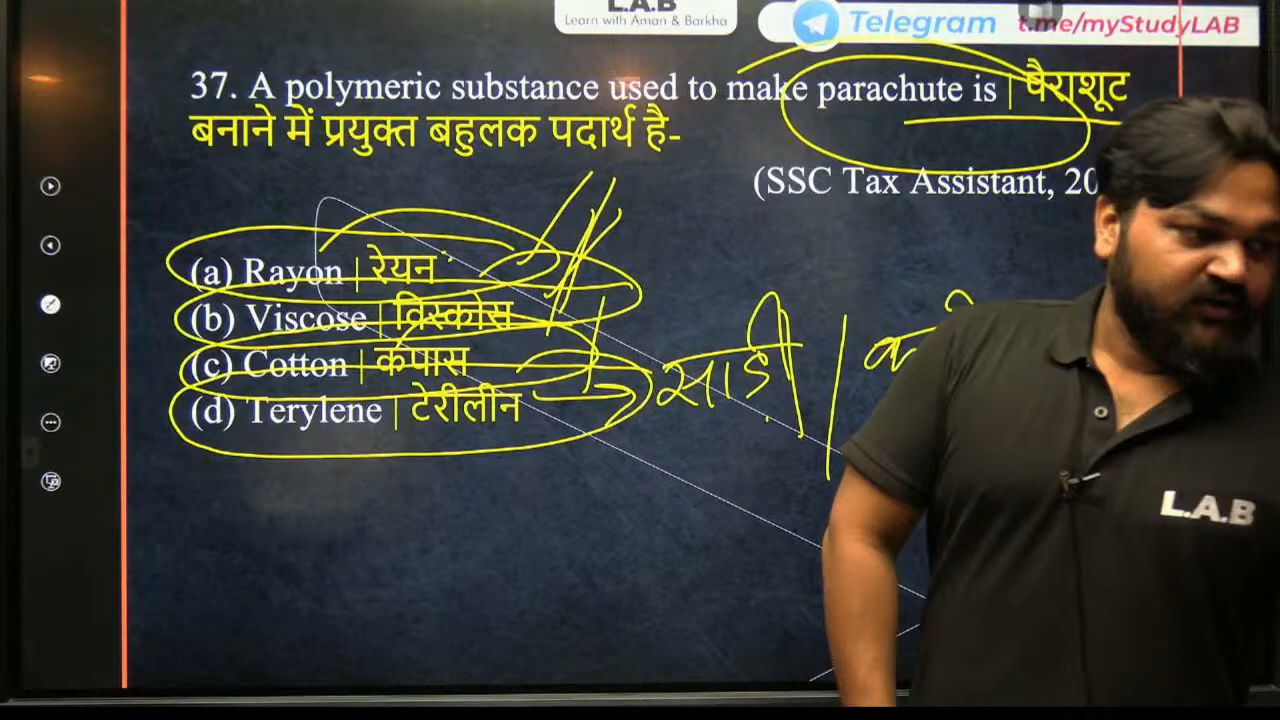 L.A.B
Learn with Aman & Barkha
Telegram t.me/myStudyLAB
37. A polymeric substance used to make parachute is | पैराशूट
बनाने में प्रयुक्त बहुलक पदार्थ है-
(SSC Tax Assistant, 20
(a) Rayon | रेयन
(b) Viscose | विस्कोस
(c) Cotton | कपास
(d) Terylene | टेरीलीन
साडी
L.A.B